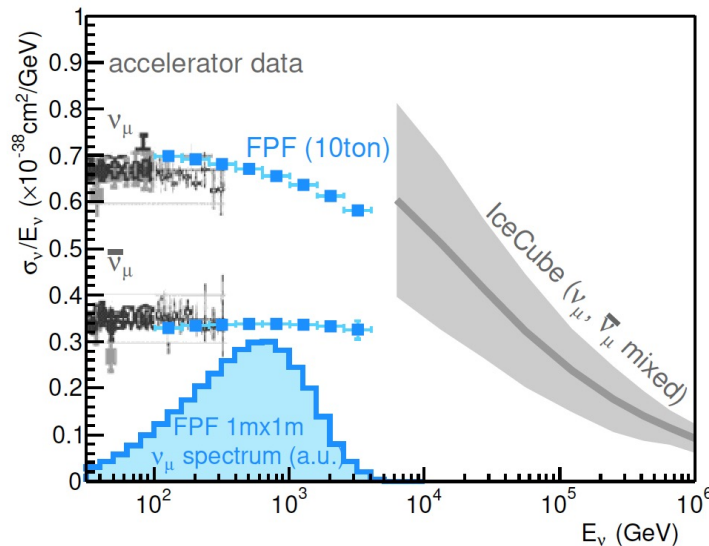 1
0.9
0.8
0.7
0.6
0.5
0.4
0.3
0.2
0.1
0
σν/Eν (×10⁻³⁸cm²/GeV)
accelerator data
νμ
FPF (10ton)
ν̅μ
IceCube (νμ, ν̅μ mixed)
FPF 1mx1m
νμ spectrum (a.u.)
10² 10³ 10⁴ 10⁵ 10⁶
Eν (GeV)